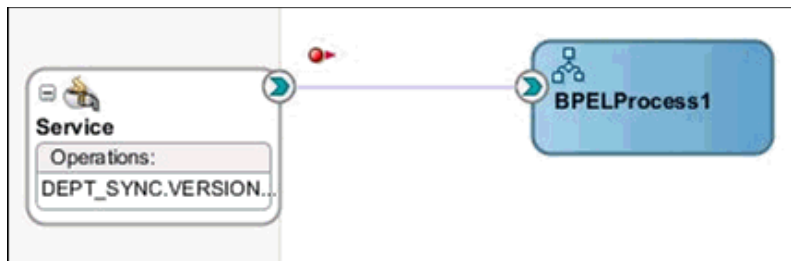 Service
Operations:
DEPT_SYNC.VERSION...
BPELProcess1